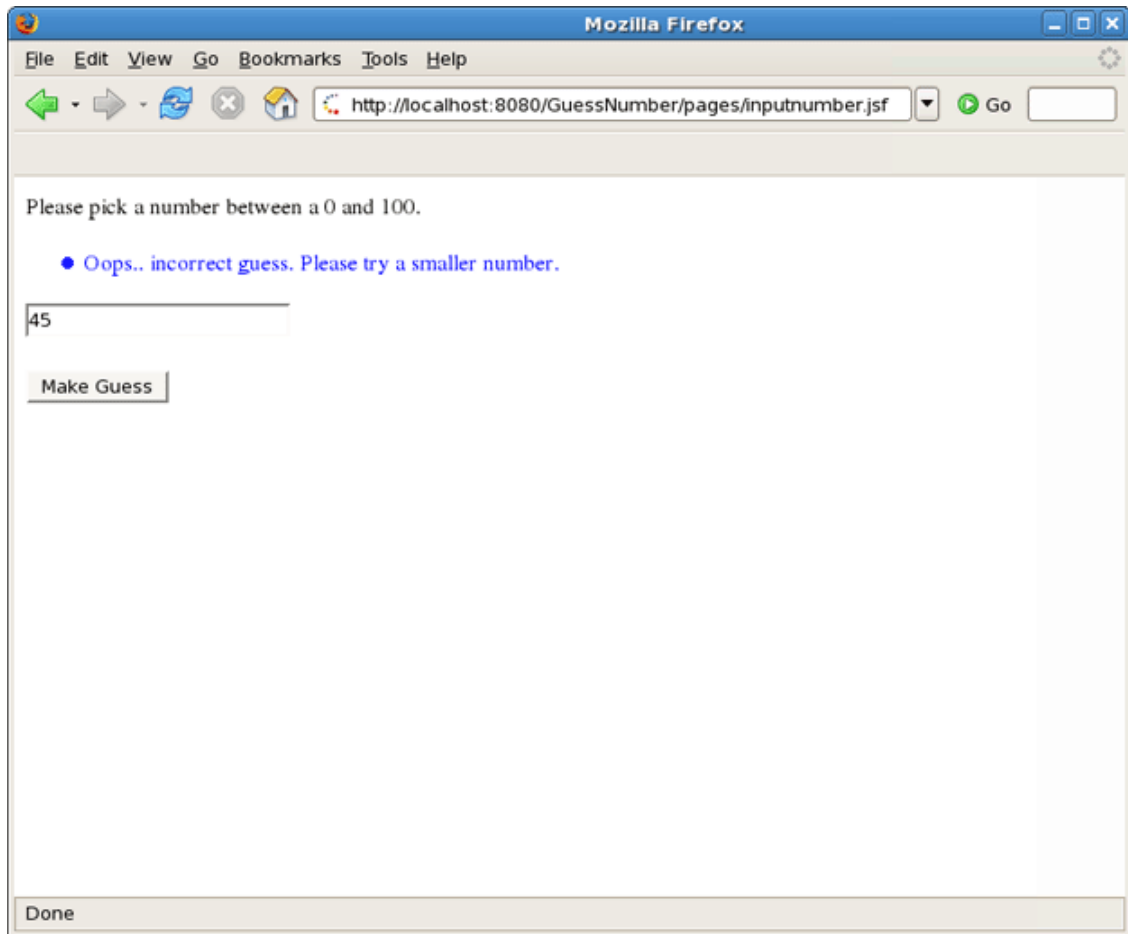 Mozilla Firefox
File Edit View Go Bookmarks Tools Help
http://localhost:8080/GuessNumber/pages/inputnumber.jsf Go
Please pick a number between a 0 and 100.
Oops.. incorrect guess. Please try a smaller number.
45
Make Guess
Done